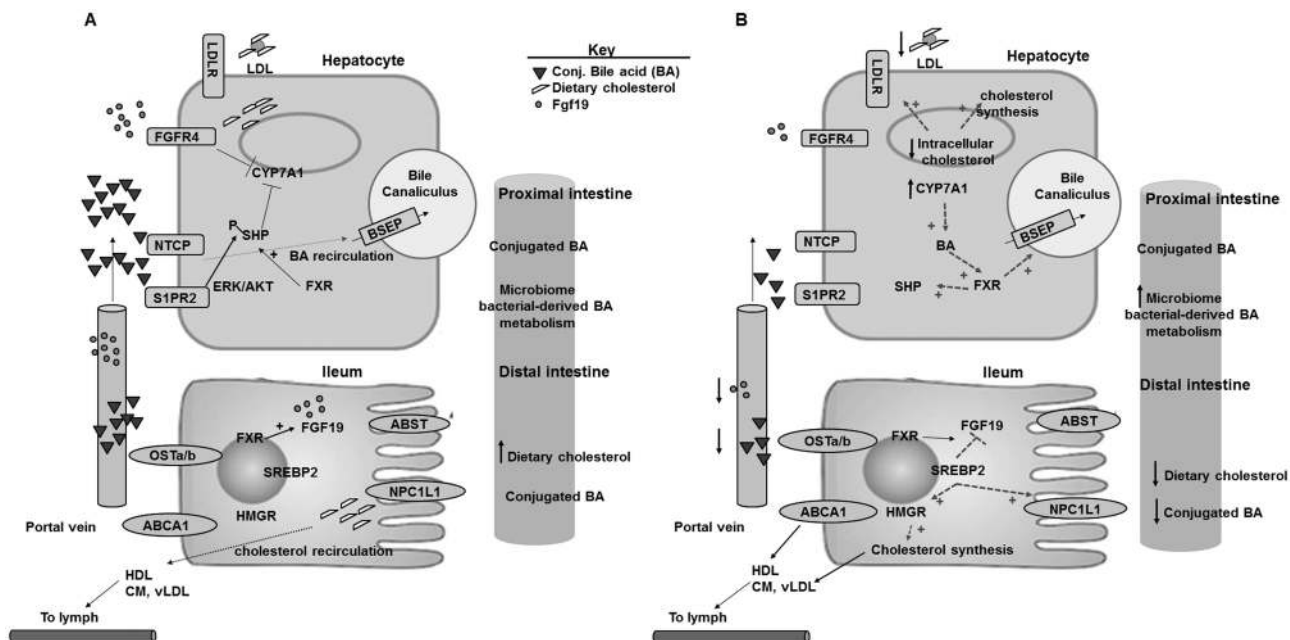 A
LDLR
LDL
Hepatocyte
FGFR4
CYP7A1
Bile
Canaliculus
BSEP
NTCP
P
SHP
+
BA recirculation
S1PR2
ERK/AKT
FXR
Ileum
FXR
+
FGF19
ABST
OSTa/b
SREBP2
NPC1L1
HMGR
ABCA1
Portal vein
cholesterol recirculation
HDL
CM, vLDL
To lymph
Key
Conj. Bile acid (BA)
Dietary cholesterol
Fgf19
Proximal intestine
Conjugated BA
Microbiome
bacterial-derived BA
metabolism
Distal intestine
Dietary cholesterol
Conjugated BA
B
LDLR
LDL
Hepatocyte
+
+
cholesterol
synthesis
FGFR4
Intracellular
cholesterol
CYP7A1
Bile
Canaliculus
BSEP
+
NTCP
BA
+
+
S1PR2
SHP
+
FXR
Ileum
FXR
FGF19
ABST
OSTa/b
SREBP2
NPC1L1
+
+
HMGR
ABCA1
+
Portal vein
Cholesterol synthesis
HDL
CM, vLDL
To lymph
Proximal intestine
Conjugated BA
Microbiome
bacterial-derived BA
metabolism
Distal intestine
Dietary cholesterol
Conjugated BA